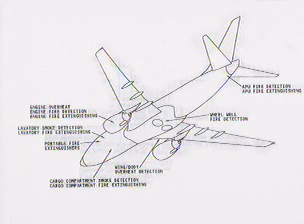 APU FIRE DETECTION
APU FIRE EXTINGUISHING
ENGINE OVERHEAT
ENGINE FIRE DETECTION
ENGINE FIRE EXTINGUISHING
WHEEL WELL
FIRE DETECTION
LAVATORY SMOKE DETECTION
LAVATORY FIRE EXTINGUISHING
PORTABLE FIRE
EXTINGUISHERS
WING/BODY
OVERHEAT DETECTION
CARGO COMPARTMENT SMOKE DETECTION
CARGO COMPARTMENT FIRE EXTINGUISHING